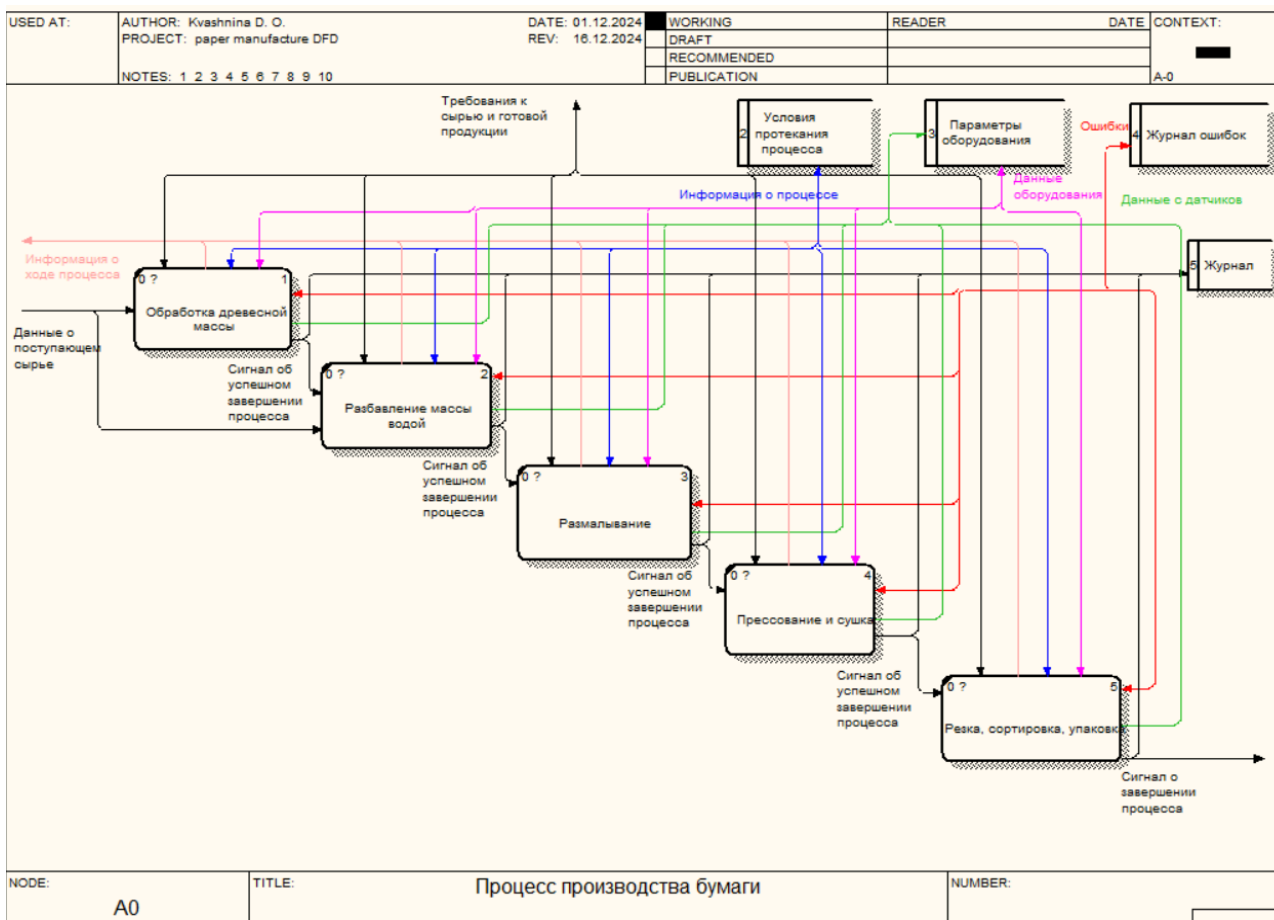 USED AT:
AUTHOR: Kvashnina D. O.
DATE: 01.12.2024
WORKING
READER
DATE
CONTEXT:
PROJECT: paper manufacture DFD
REV: 16.12.2024
DRAFT
RECOMMENDED
NOTES: 1 2 3 4 5 6 7 8 9 10
PUBLICATION
A-0
Требования к
сырью и готовой
продукции
2
Условия
протекания
процесса
3
Параметры
оборудования
Ошибки
4
Журнал ошибок
Информация о процессе
Данные
оборудования
Данные с датчиков
Информация о
ходе процесса
5
Журнал
0 ?
1
Обработка древесной
массы
Данные о
поступающем
сырье
Сигнал об
успешном
завершении
процесса
0 ?
2
Разбавление массы
водой
Сигнал об
успешном
завершении
процесса
0 ?
3
Размалывание
Сигнал об
успешном
завершении
процесса
0 ?
4
Прессование и сушка
Сигнал об
успешном
завершении
процесса
0 ?
5
Резка, сортировка, упаковка
Сигнал о
завершении
процесса
NODE:
A0
TITLE:
Процесс производства бумаги
NUMBER: